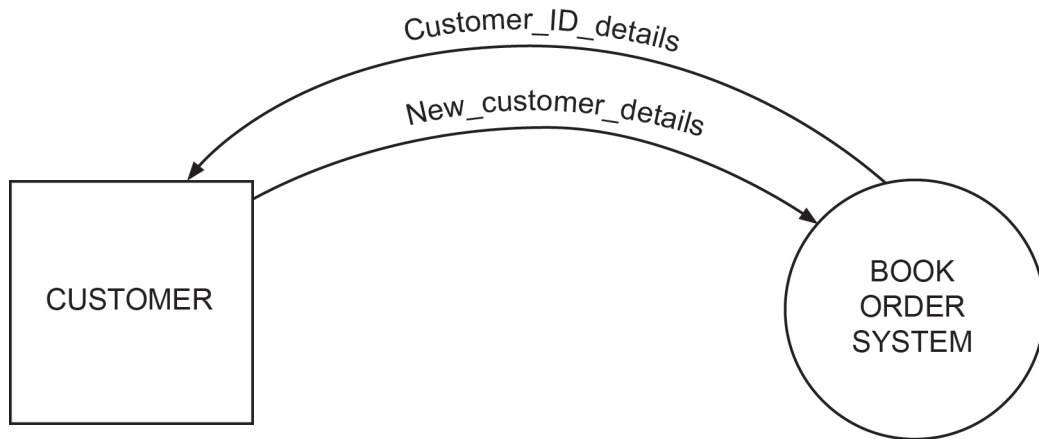 Customer_ID_details
New_customer_details
CUSTOMER
BOOK
ORDER
SYSTEM